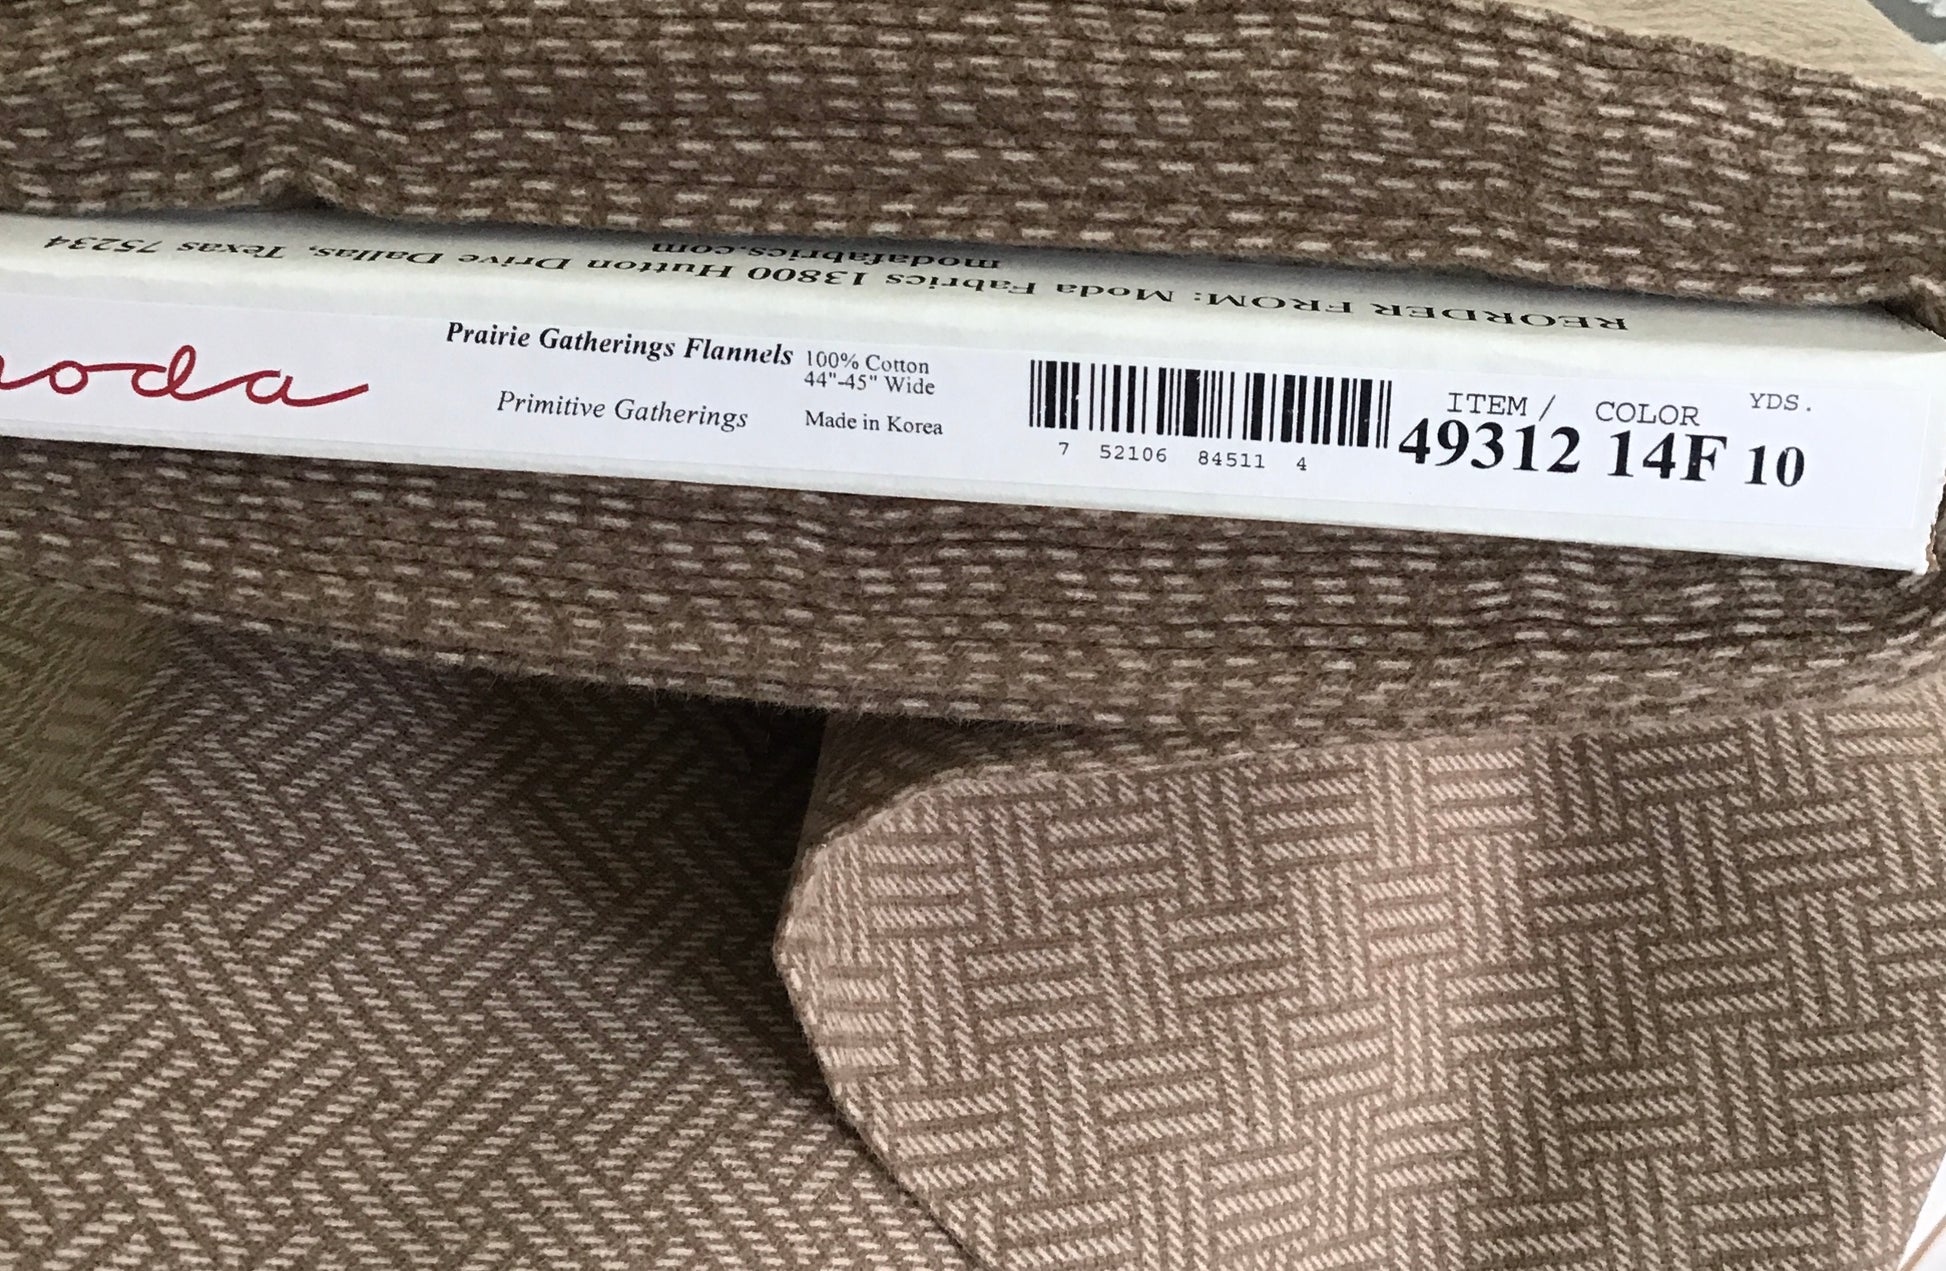 REORDER FROM: Moda Fabrics 13800 Hutton Drive Dallas, Texas 75234
modafabrics.com
Prairie Gatherings Flannels
Primitive Gatherings
100% Cotton
44"-45" Wide
Made in Korea
7 52106 84511 4
ITEM / COLOR YDS.
49312 14F 10